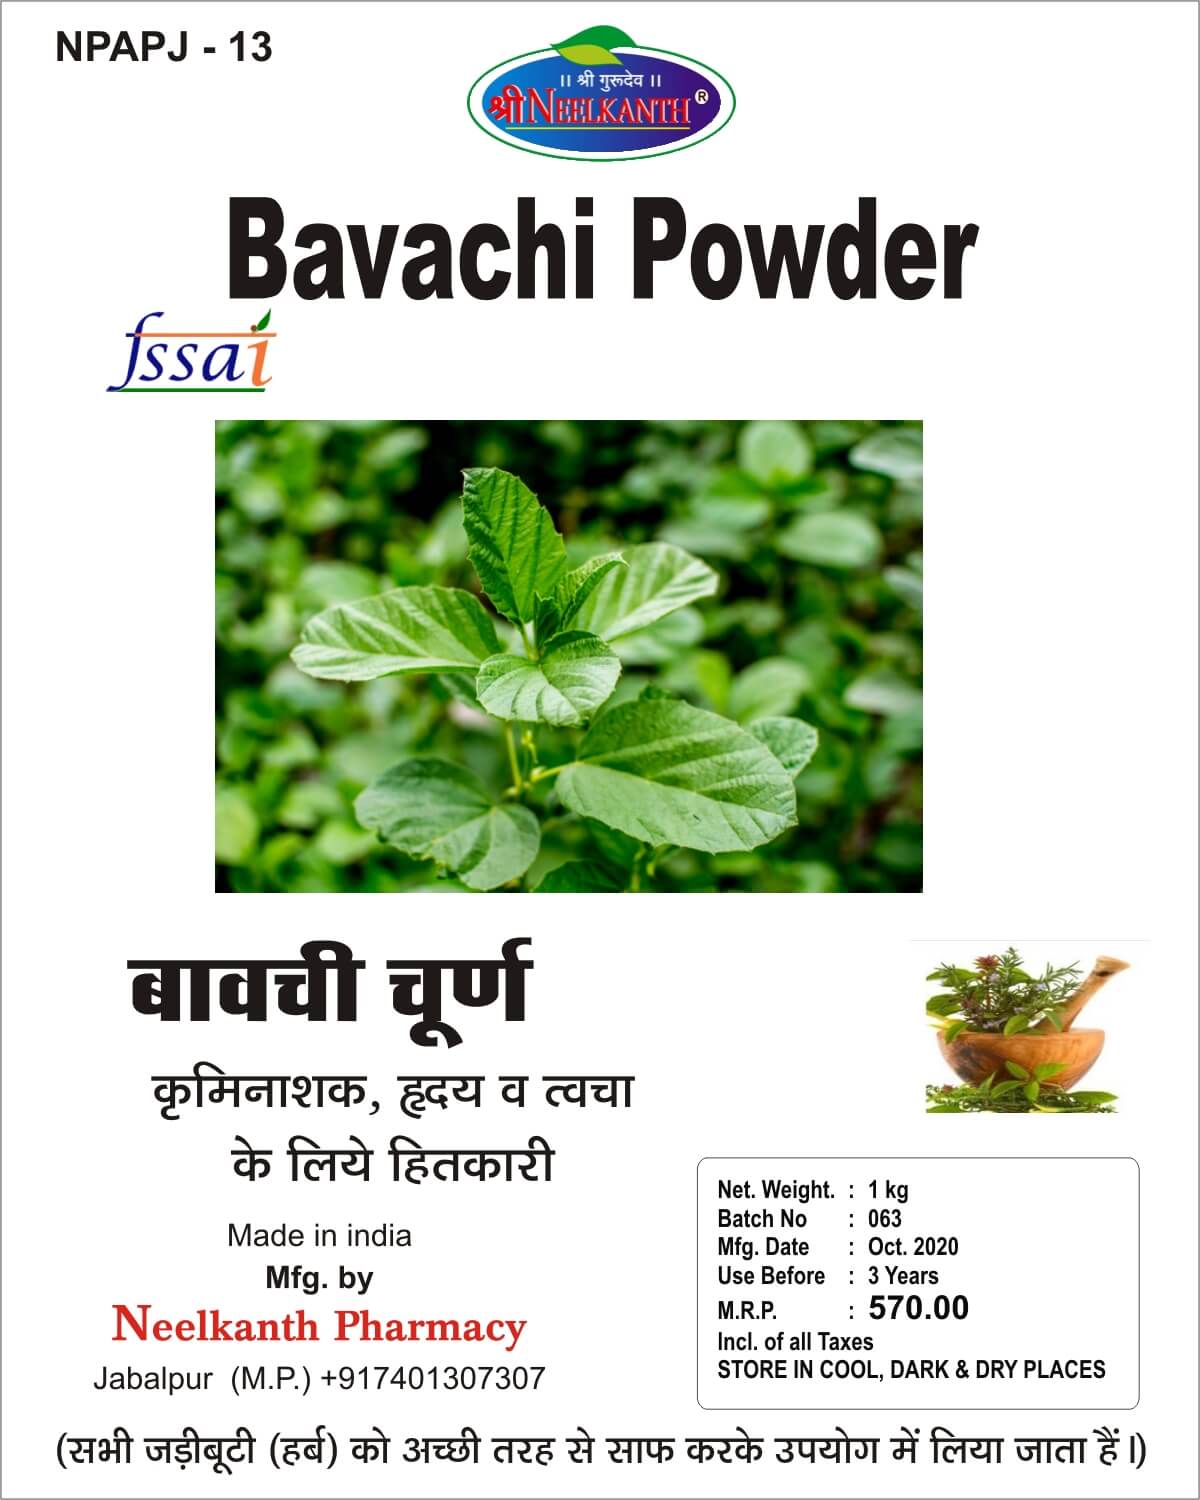 NPAPJ - 13
।। श्री गुरूदेव ।।
श्री NEELKANTH ®
Bavachi Powder
fssai
बावची चूर्ण
कृमिनाशक, हृदय व त्वचा
के लिये हितकारी
Made in india
Mfg. by
Neelkanth Pharmacy
Jabalpur (M.P.) +917401307307
Net. Weight. : 1 kg
Batch No : 063
Mfg. Date : Oct. 2020
Use Before : 3 Years
M.R.P. : 570.00
Incl. of all Taxes
STORE IN COOL, DARK & DRY PLACES
(सभी जड़ीबूटी (हर्ब) को अच्छी तरह से साफ करके उपयोग में लिया जाता हैं।)